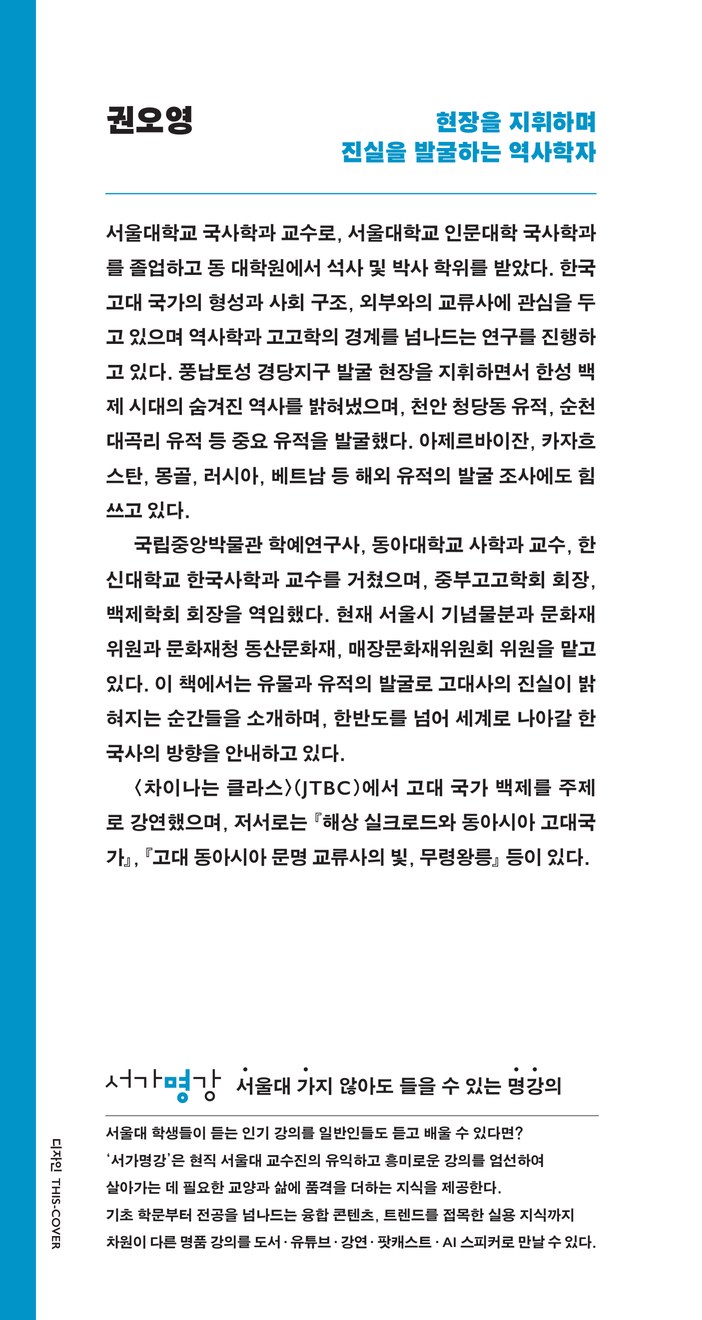 권오영
현장을 지휘하며
진실을 발굴하는 역사학자
서울대학교 국사학과 교수로, 서울대학교 인문대학 국사학과
를 졸업하고 동 대학원에서 석사 및 박사 학위를 받았다. 한국
고대 국가의 형성과 사회 구조, 외부와의 교류사에 관심을 두
고 있으며 역사학과 고고학의 경계를 넘나드는 연구를 진행하
고 있다. 풍납토성 경당지구 발굴 현장을 지휘하면서 한성 백
제 시대의 숨겨진 역사를 밝혀냈으며, 천안 청당동 유적, 순천
대곡리 유적 등 중요 유적을 발굴했다. 아제르바이잔, 카자흐
스탄, 몽골, 러시아, 베트남 등 해외 유적의 발굴 조사에도 힘
쓰고 있다.
국립중앙박물관 학예연구사, 동아대학교 사학과 교수, 한
신대학교 한국사학과 교수를 거쳤으며, 중부고고학회 회장,
백제학회 회장을 역임했다. 현재 서울시 기념물분과 문화재
위원과 문화재청 동산문화재, 매장문화재위원회 위원을 맡고
있다. 이 책에서는 유물과 유적의 발굴로 고대사의 진실이 밝
혀지는 순간들을 소개하며, 한반도를 넘어 세계로 나아갈 한
국사의 방향을 안내하고 있다.
〈차이나는 클라스〉(JTBC)에서 고대 국가 백제를 주제
로 강연했으며, 저서로는 『해상 실크로드와 동아시아 고대국
가』, 『고대 동아시아 문명 교류사의 빛, 무령왕릉』 등이 있다.
서가명강 서울대 가지 않아도 들을 수 있는 명강의
서울대 학생들이 듣는 인기 강의를 일반인들도 듣고 배울 수 있다면?
‘서가명강’은 현직 서울대 교수진의 유익하고 흥미로운 강의를 엄선하여
살아가는 데 필요한 교양과 삶에 품격을 더하는 지식을 제공한다.
기초 학문부터 전공을 넘나드는 융합 콘텐츠, 트렌드를 접목한 실용 지식까지
차원이 다른 명품 강의를 도서 · 유튜브 · 강연 · 팟캐스트 · AI 스피커로 만날 수 있다.
디자인 THIS-COVER